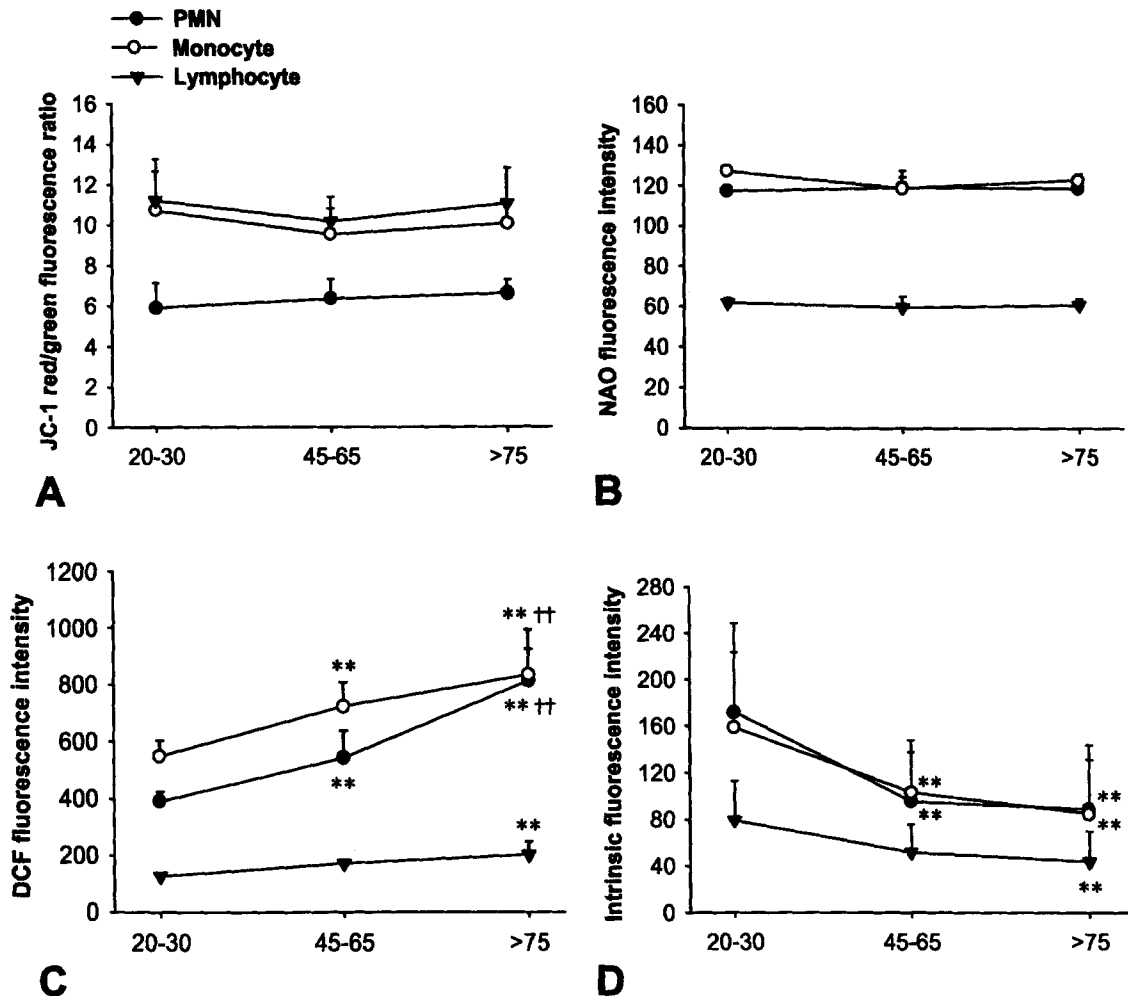 PMN
Monocyte
Lymphocyte
JC-1 red/green fluorescence ratio
16
14
12
10
8
6
4
2
0
20-30 45-65 >75
A
NAO fluorescence intensity
160
140
120
100
80
60
40
20
0
20-30 45-65 >75
B
DCF fluorescence intensity
1200
1000
800
600
400
200
0
** ††
**
** ††
**
**
20-30 45-65 >75
C
Intrinsic fluorescence intensity
280
240
200
160
120
80
40
0
**
**
**
**
**
20-30 45-65 >75
D